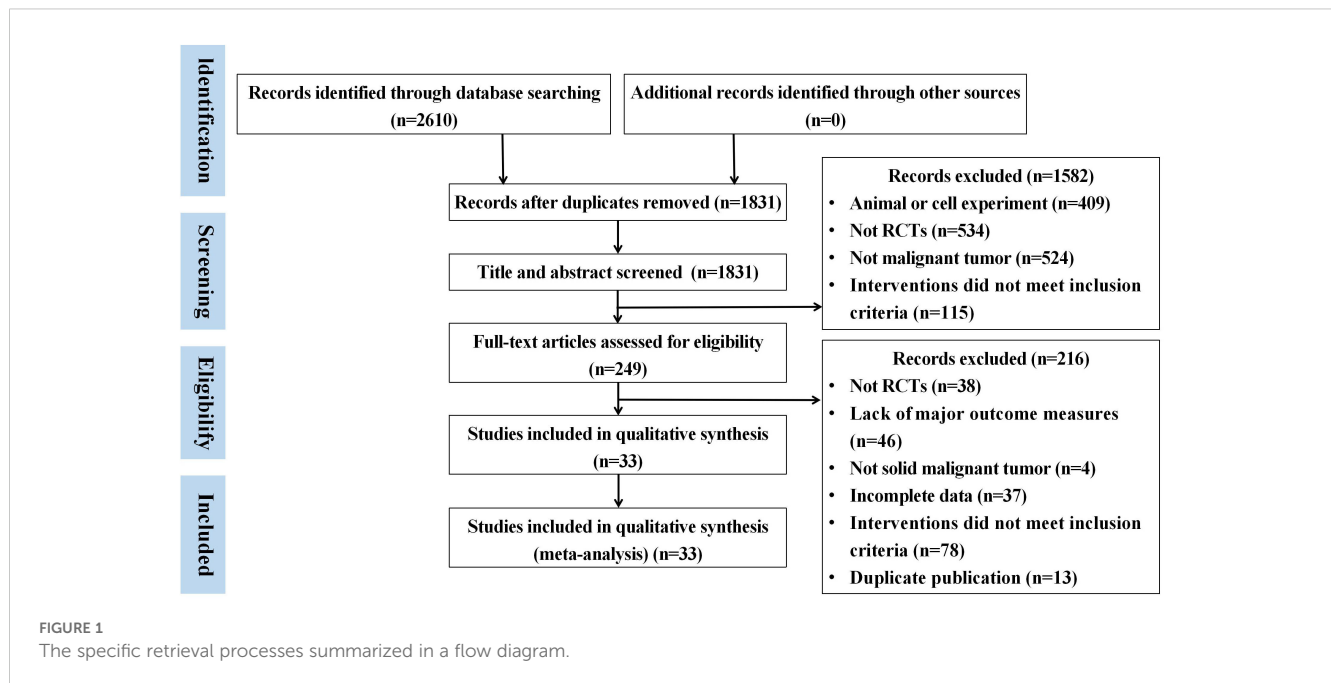 Identification
Records identified through database searching
(n=2610)
Additional records identified through other sources
(n=0)
Records after duplicates removed (n=1831)
Screening
Title and abstract screened (n=1831)
Records excluded (n=1582)
• Animal or cell experiment (n=409)
• Not RCTs (n=534)
• Not malignant tumor (n=524)
• Interventions did not meet inclusion
criteria (n=115)
Eligibilify
Full-text articles assessed for eligibility
(n=249)
Records excluded (n=216)
• Not RCTs (n=38)
• Lack of major outcome measures
(n=46)
• Not solid malignant tumor (n=4)
• Incomplete data (n=37)
• Interventions did not meet inclusion
criteria (n=78)
• Duplicate publication (n=13)
Studies included in qualitative synthesis
(n=33)
Included
Studies included in qualitative synthesis
(meta-analysis) (n=33)
FIGURE 1
The specific retrieval processes summarized in a flow diagram.